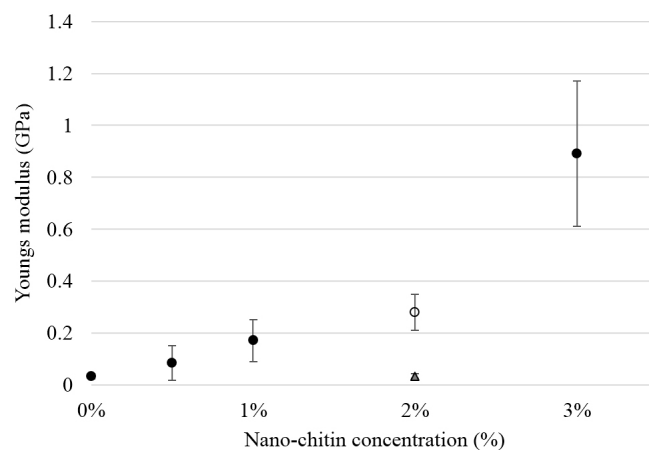 1.4
1.2
1
0.8
0.6
0.4
0.2
0
Youngs modulus (GPa)
0% 1% 2% 3%
Nano-chitin concentration (%)